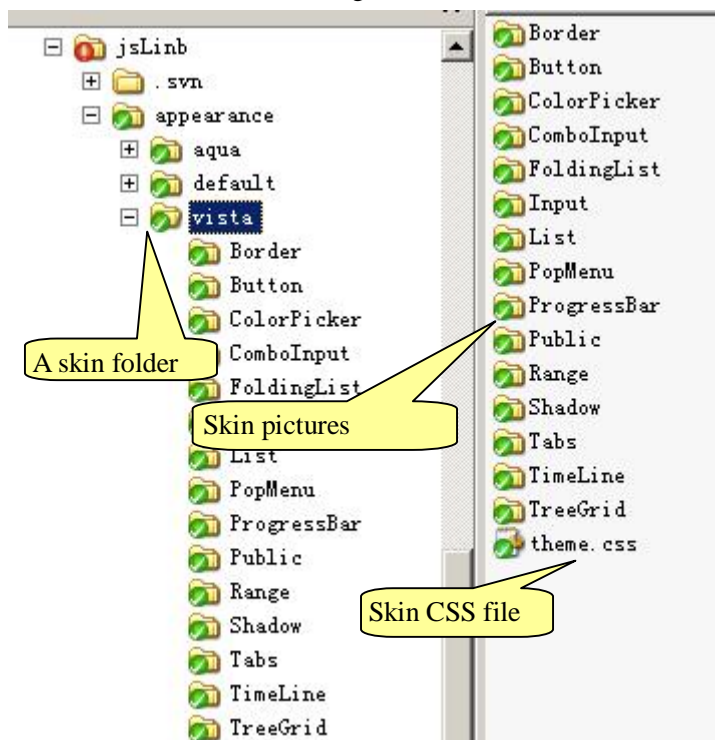 jsLinb
.svn
appearance
aqua
default
vista
Border
Button
ColorPicker
ComboInput
FoldingList
List
PopMenu
ProgressBar
Public
Range
Shadow
Tabs
TimeLine
TreeGrid
A skin folder
Skin pictures
Skin CSS file
Border
Button
ColorPicker
ComboInput
FoldingList
Input
List
PopMenu
ProgressBar
Public
Range
Shadow
Tabs
TimeLine
TreeGrid
theme.css